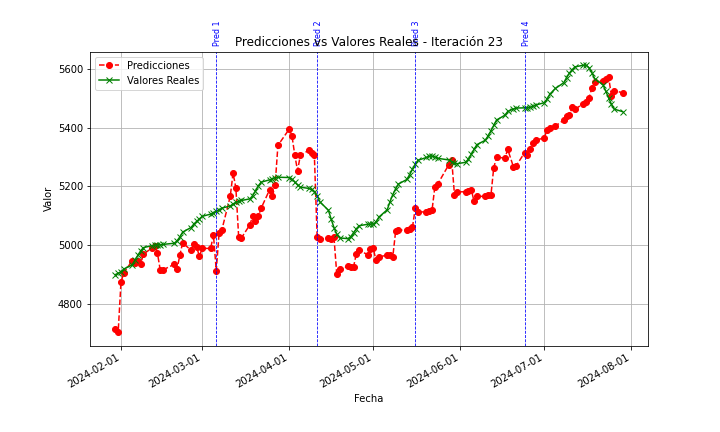 Pred 1
Pred 2
Pred 3
Pred 4
Predicciones vs Valores Reales - Iteración 23
Predicciones
Valores Reales
5600
5400
5200
5000
4800
Valor
2024-02-01
2024-03-01
2024-04-01
2024-05-01
2024-06-01
2024-07-01
2024-08-01
Fecha